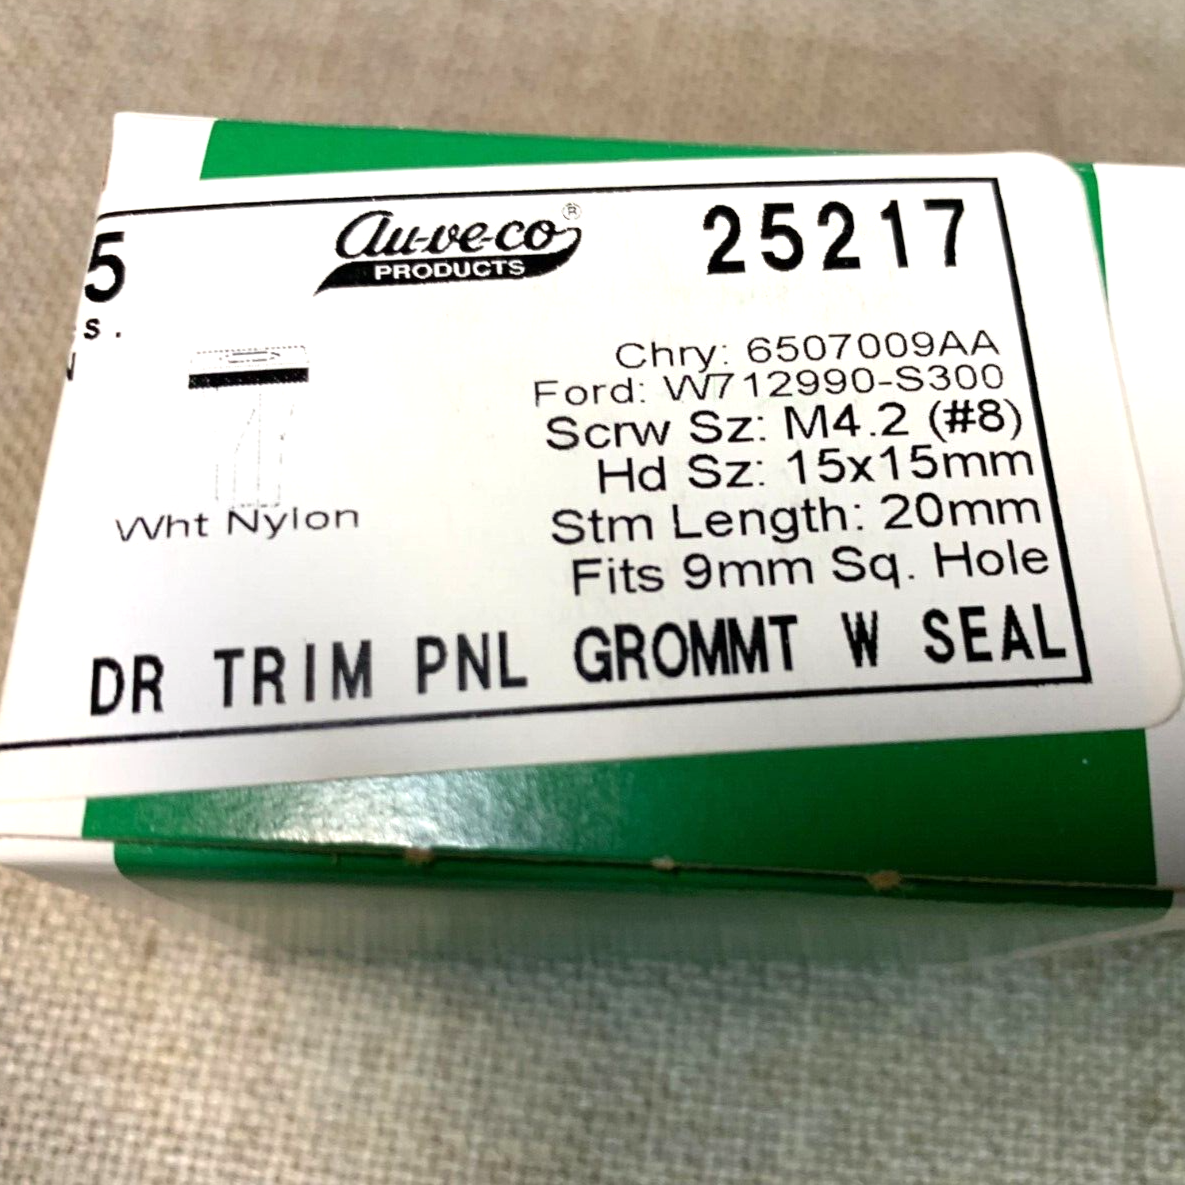 au-ve-co®
PRODUCTS
25217
5
s.
Chry: 6507009AA
Ford: W712990-S300
Scrw Sz: M4.2 (#8)
Hd Sz: 15x15mm
Stm Length: 20mm
Fits 9mm Sq. Hole
Wht Nylon
DR TRIM PNL GROMMT W SEAL